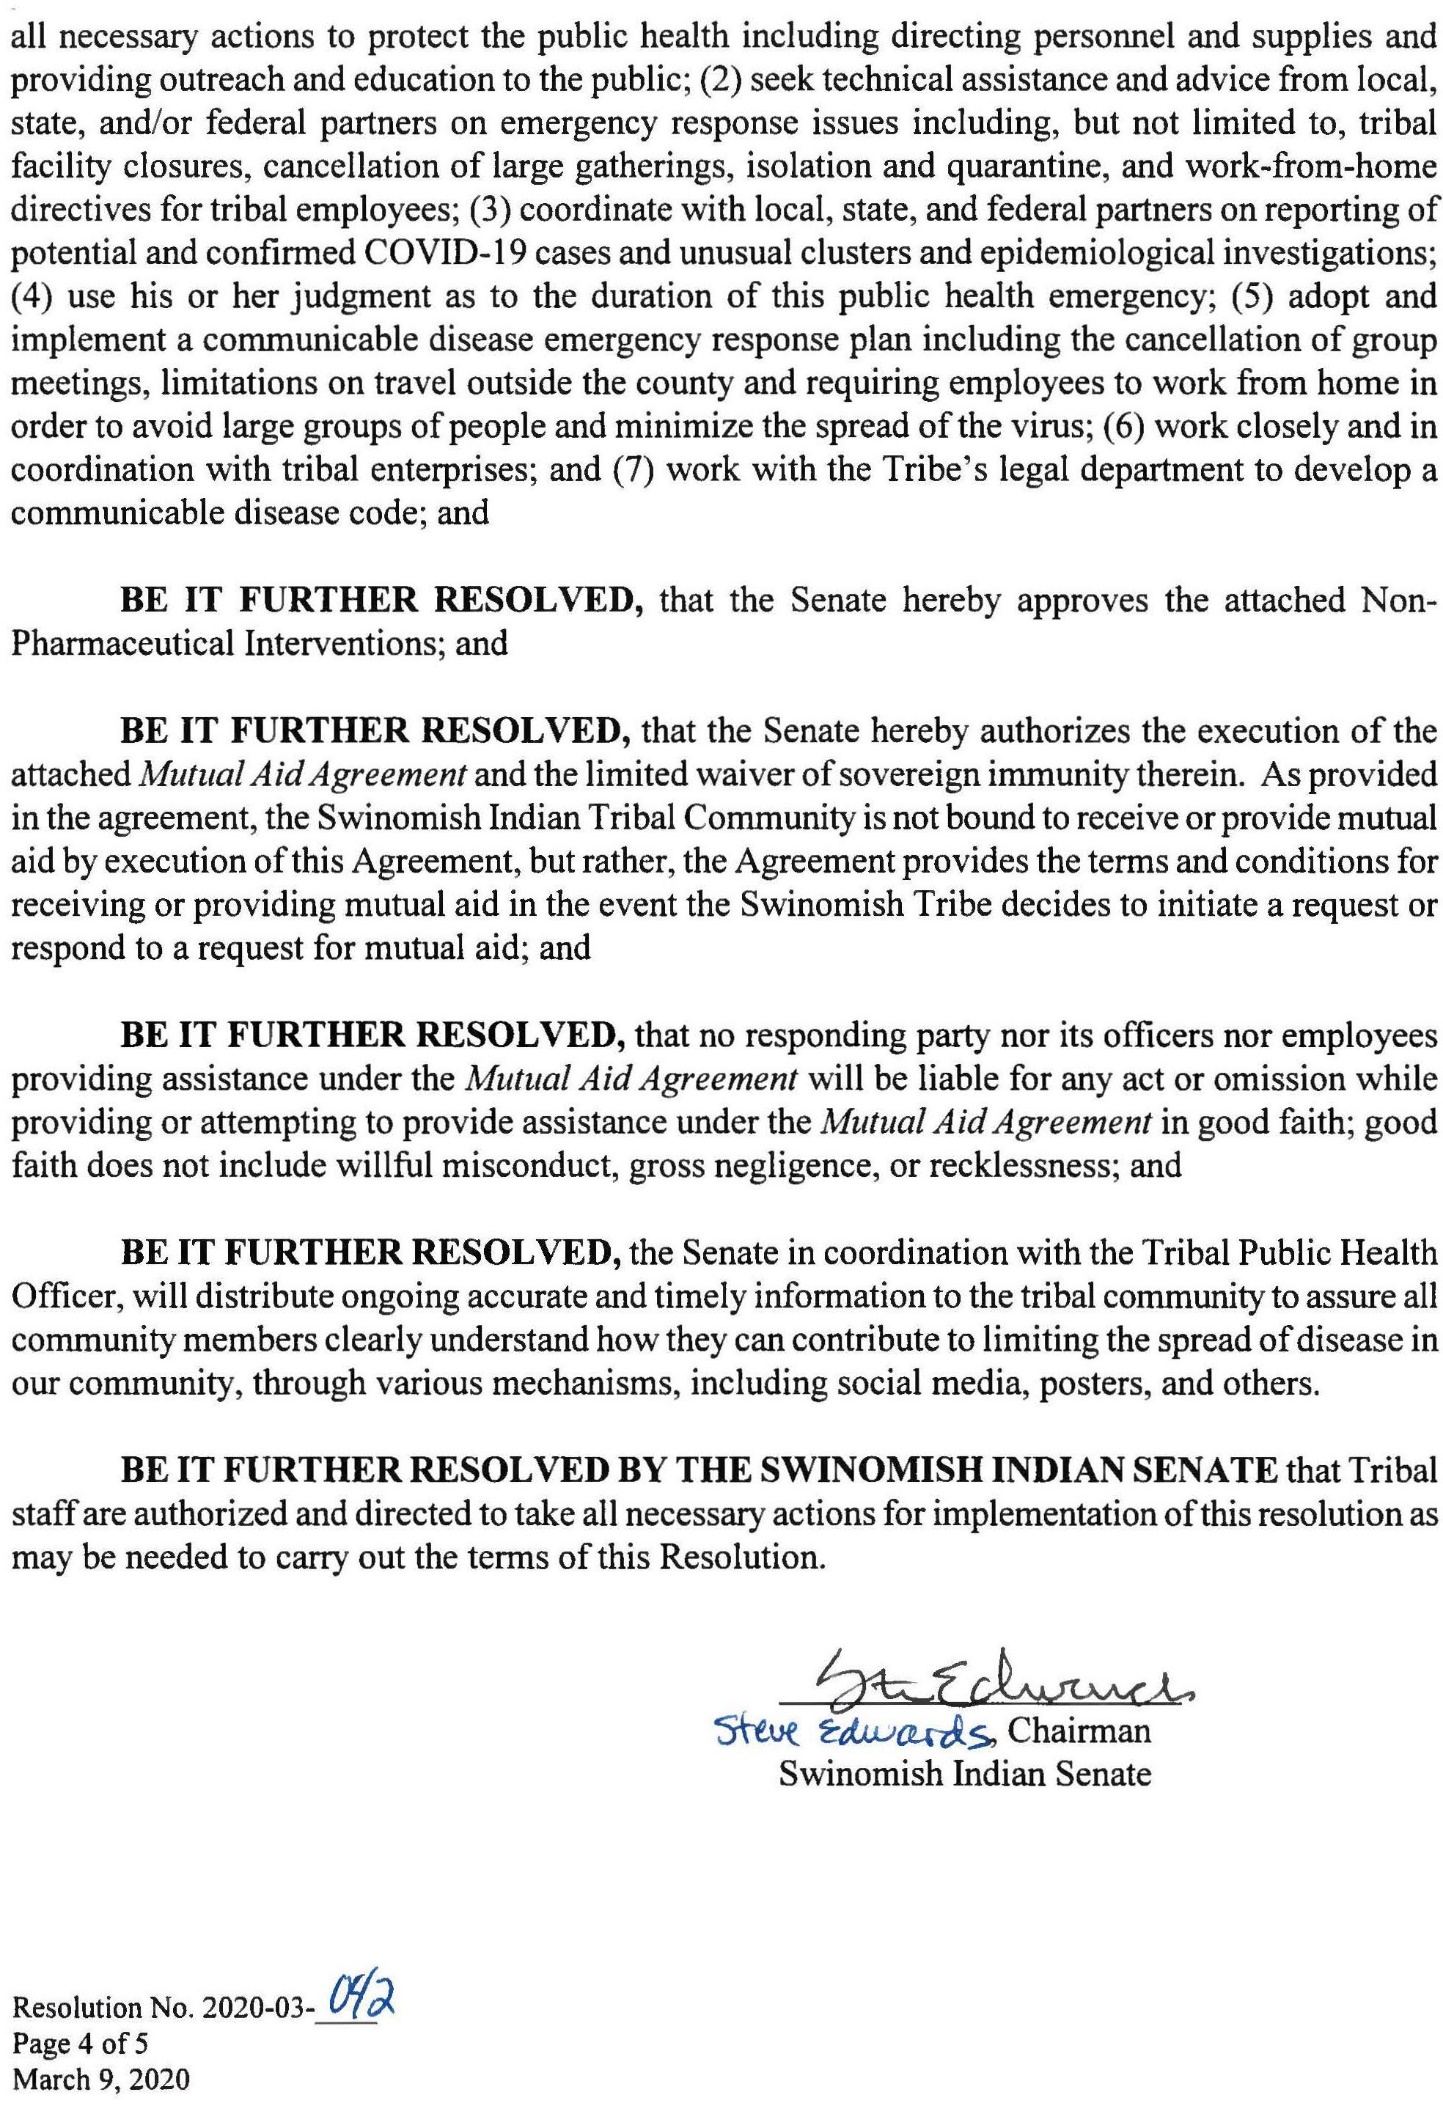 all necessary actions to protect the public health including directing personnel and supplies and
providing outreach and education to the public; (2) seek technical assistance and advice from local,
state, and/or federal partners on emergency response issues including, but not limited to, tribal
facility closures, cancellation of large gatherings, isolation and quarantine, and work-from-home
directives for tribal employees; (3) coordinate with local, state, and federal partners on reporting of
potential and confirmed COVID-19 cases and unusual clusters and epidemiological investigations;
(4) use his or her judgment as to the duration of this public health emergency; (5) adopt and
implement a communicable disease emergency response plan including the cancellation of group
meetings, limitations on travel outside the county and requiring employees to work from home in
order to avoid large groups of people and minimize the spread of the virus; (6) work closely and in
coordination with tribal enterprises; and (7) work with the Tribe's legal department to develop a
communicable disease code; and
BE IT FURTHER RESOLVED, that the Senate hereby approves the attached Non-
Pharmaceutical Interventions; and
BE IT FURTHER RESOLVED, that the Senate hereby authorizes the execution of the
attached Mutual Aid Agreement and the limited waiver of sovereign immunity therein. As provided
in the agreement, the Swinomish Indian Tribal Community is not bound to receive or provide mutual
aid by execution of this Agreement, but rather, the Agreement provides the terms and conditions for
receiving or providing mutual aid in the event the Swinomish Tribe decides to initiate a request or
respond to a request for mutual aid; and
BE IT FURTHER RESOLVED, that no responding party nor its officers nor employees
providing assistance under the Mutual Aid Agreement will be liable for any act or omission while
providing or attempting to provide assistance under the Mutual Aid Agreement in good faith; good
faith does not include willful misconduct, gross negligence, or recklessness; and
BE IT FURTHER RESOLVED, the Senate in coordination with the Tribal Public Health
Officer, will distribute ongoing accurate and timely information to the tribal community to assure all
community members clearly understand how they can contribute to limiting the spread of disease in
our community, through various mechanisms, including social media, posters, and others.
BE IT FURTHER RESOLVED BY THE SWINOMISH INDIAN SENATE that Tribal
staff are authorized and directed to take all necessary actions for implementation of this resolution as
may be needed to carry out the terms of this Resolution.
St Edwards
Steve Edwards, Chairman
Swinomish Indian Senate
Resolution No. 2020-03-042
Page 4 of 5
March 9, 2020